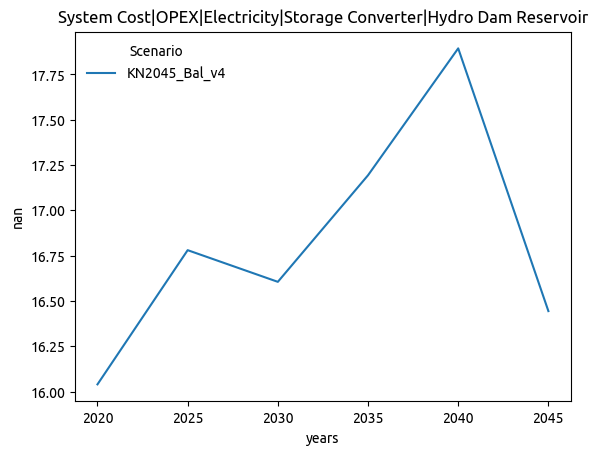 System Cost|OPEX|Electricity|Storage Converter|Hydro Dam Reservoir
Scenario
KN2045_Bal_v4
17.75
17.50
17.25
17.00
16.75
16.50
16.25
16.00
nan
2020 2025 2030 2035 2040 2045
years